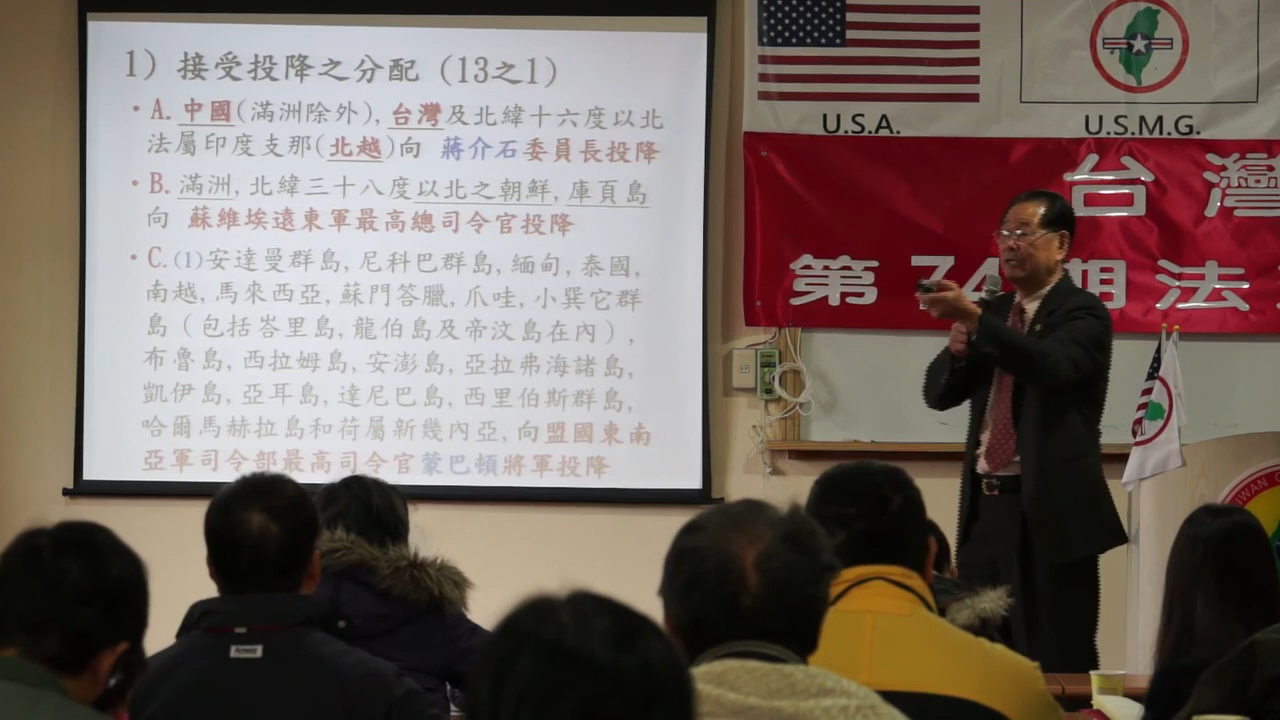 1) 接受投降之分配 (13之1)
• A. 中國(滿洲除外), 台灣及北緯十六度以北
法屬印度支那(北越)向 蔣介石委員長投降
• B. 滿洲, 北緯三十八度以北之朝鮮, 庫頁島
向 蘇維埃遠東軍最高總司令官投降
• C. (1)安達曼群島, 尼科巴群島, 緬甸, 泰國,
南越, 馬來西亞, 蘇門答臘, 爪哇, 小巽它群
島 (包括峇里島, 龍伯島及帝汶島在內),
布魯島, 西拉姆島, 安澎島, 亞拉弗海諸島,
凱伊島, 亞耳島, 達尼巴島, 西里伯斯群島,
哈爾馬赫拉島和荷屬新幾內亞, 向盟國東南
亞軍司令部最高司令官蒙巴頓將軍投降
U.S.A.
U.S.M.G.
台灣
第74期法
IWAN